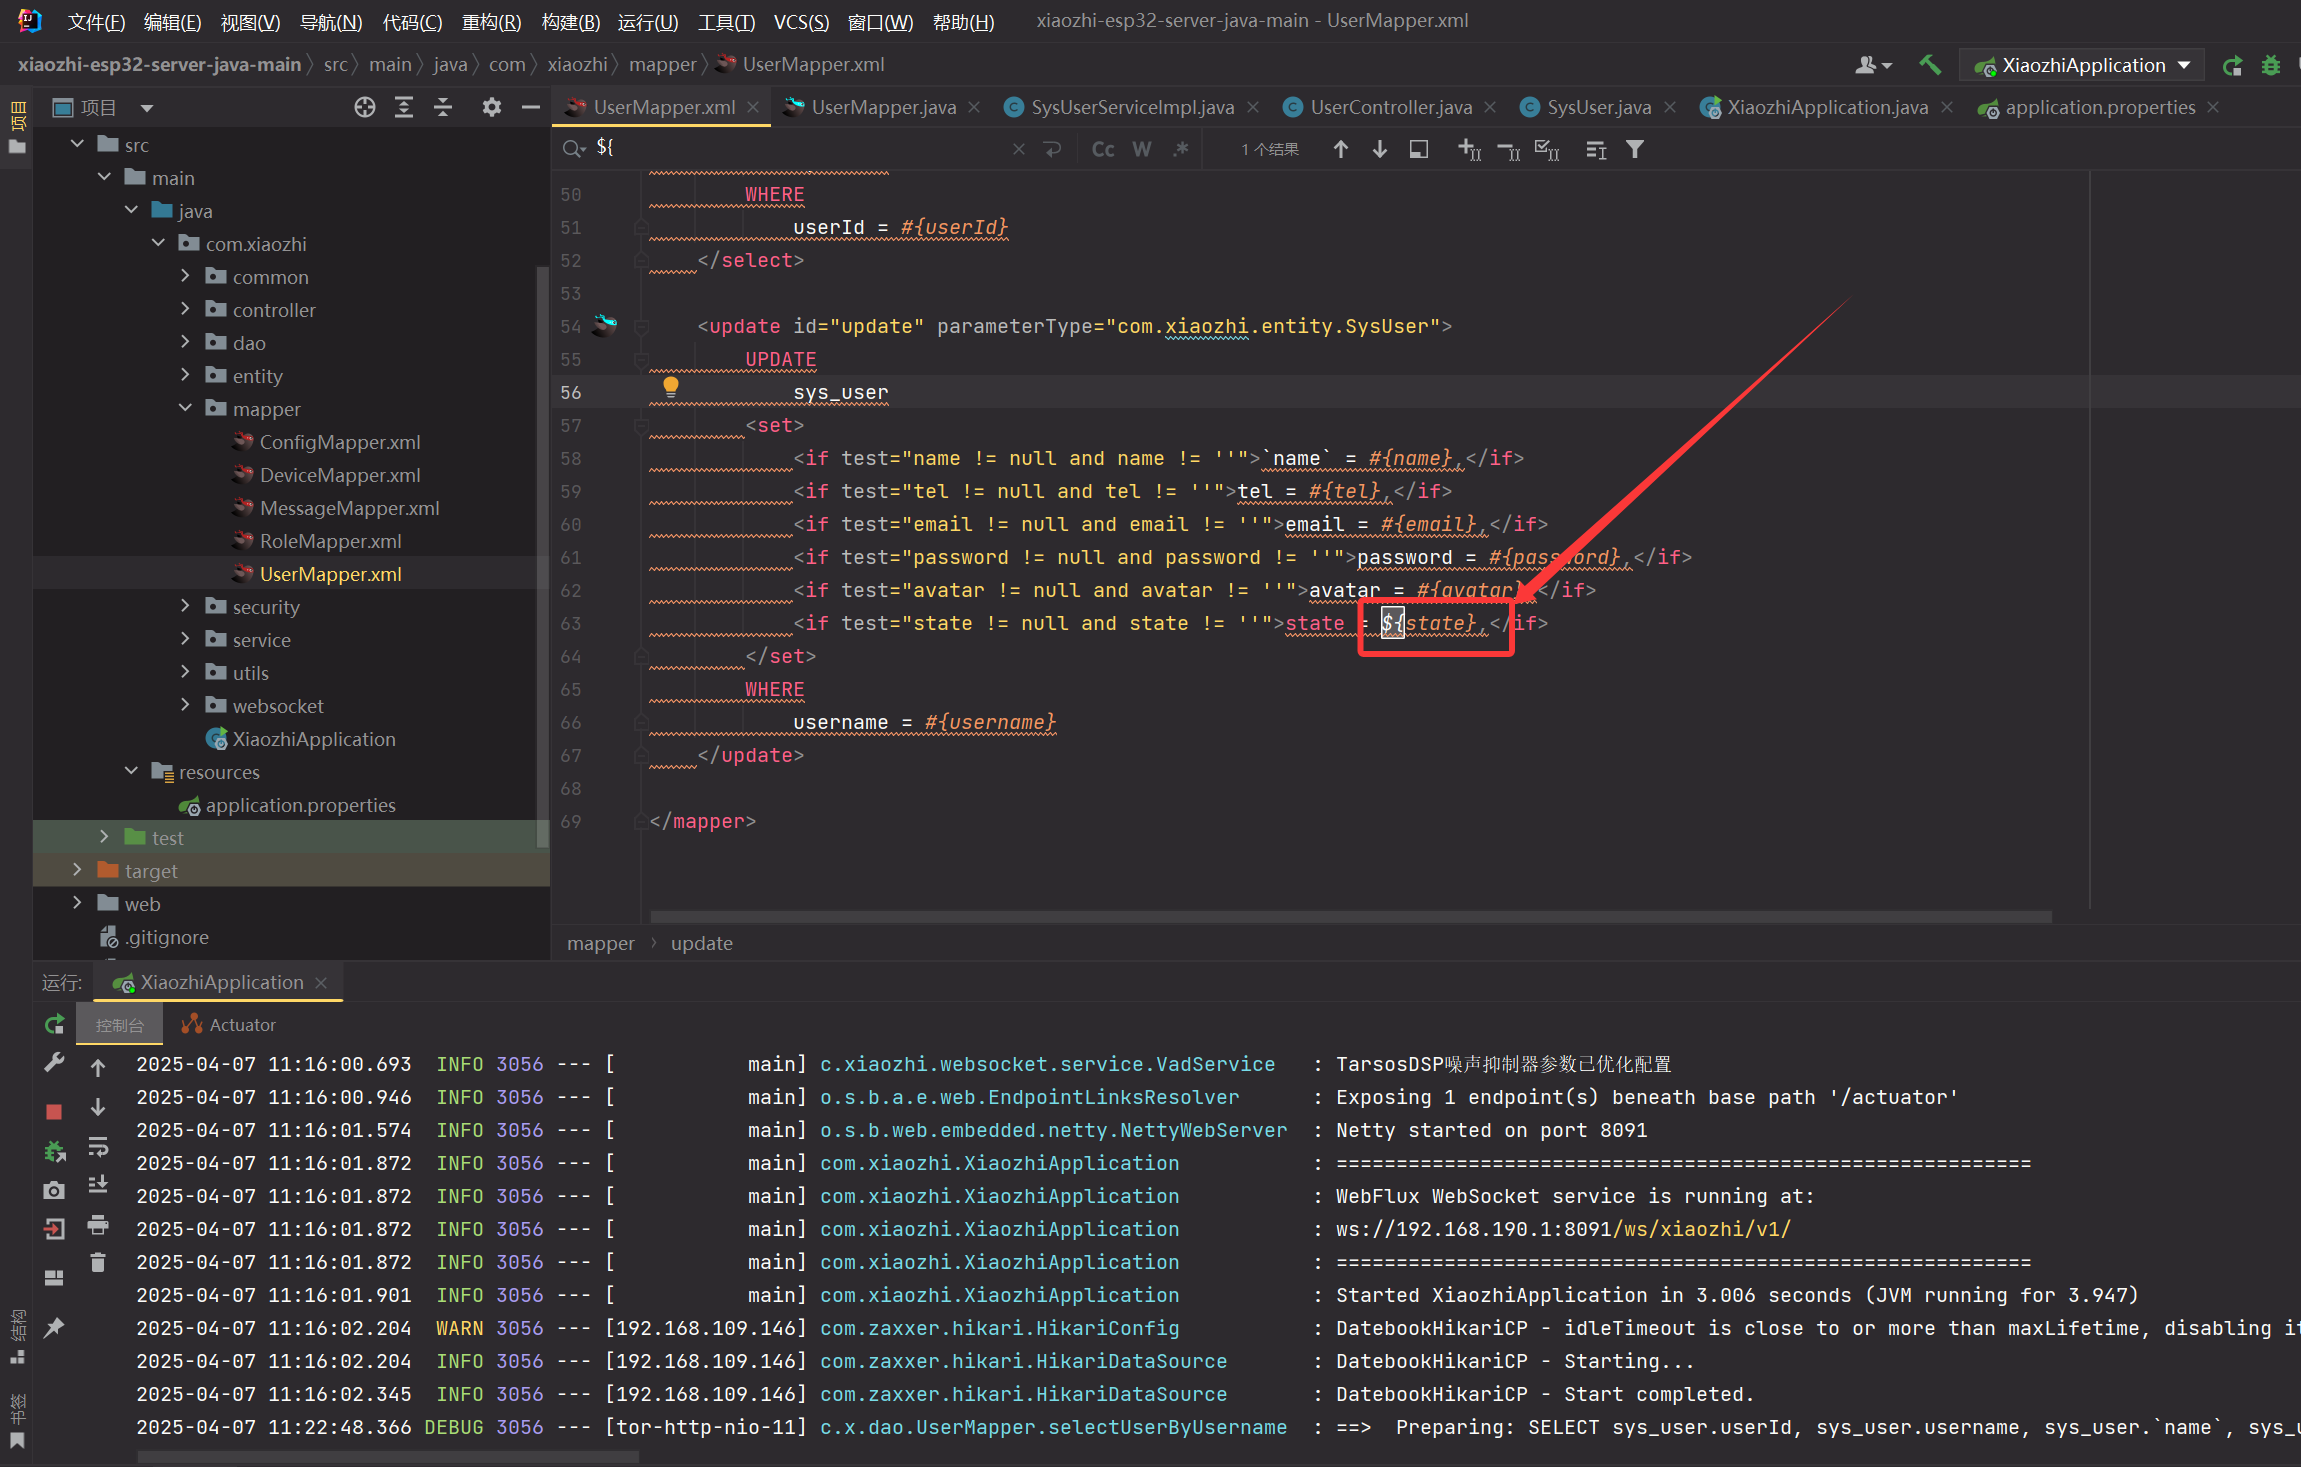 文件(F) 编辑(E) 视图(V) 导航(N) 代码(C) 重构(R) 构建(B) 运行(U) 工具(T) VCS(S) 窗口(W) 帮助(H) xiaozhi-esp32-server-java-main - UserMapper.xml
xiaozhi-esp32-server-java-main src main java com xiaozhi mapper UserMapper.xml XiaozhiApplication
项目
项目
UserMapper.xml UserMapper.java SysUserServiceImpl.java UserController.java SysUser.java XiaozhiApplication.java application.properties
${ Cc W .* 1 个结果
src
main
java
com.xiaozhi
common
controller
dao
entity
mapper
ConfigMapper.xml
DeviceMapper.xml
MessageMapper.xml
RoleMapper.xml
UserMapper.xml
security
service
utils
websocket
XiaozhiApplication
resources
application.properties
test
target
web
.gitignore
50 WHERE
51 userId = #{userId}
52 </select>
53
54 <update id="update" parameterType="com.xiaozhi.entity.SysUser">
55 UPDATE
56 sys_user
57 <set>
58 <if test="name != null and name != ''">`name` = #{name},</if>
59 <if test="tel != null and tel != ''">tel = #{tel},</if>
60 <if test="email != null and email != ''">email = #{email},</if>
61 <if test="password != null and password != ''">password = #{password},</if>
62 <if test="avatar != null and avatar != ''">avatar = #{avatar},</if>
63 <if test="state != null and state != ''">state = ${state},</if>
64 </set>
65 WHERE
66 username = #{username}
67 </update>
68
69 </mapper>
mapper update
运行: XiaozhiApplication
控制台 Actuator
2025-04-07 11:16:00.693 INFO 3056 --- [ main] c.xiaozhi.websocket.service.VadService : TarsosDSP噪声抑制器参数已优化配置
2025-04-07 11:16:00.946 INFO 3056 --- [ main] o.s.b.a.e.web.EndpointLinksResolver : Exposing 1 endpoint(s) beneath base path '/actuator'
2025-04-07 11:16:01.574 INFO 3056 --- [ main] o.s.b.web.embedded.netty.NettyWebServer : Netty started on port 8091
2025-04-07 11:16:01.872 INFO 3056 --- [ main] com.xiaozhi.XiaozhiApplication : ==========================================================
2025-04-07 11:16:01.872 INFO 3056 --- [ main] com.xiaozhi.XiaozhiApplication : WebFlux WebSocket service is running at:
2025-04-07 11:16:01.872 INFO 3056 --- [ main] com.xiaozhi.XiaozhiApplication : ws://192.168.190.1:8091/ws/xiaozhi/v1/
2025-04-07 11:16:01.872 INFO 3056 --- [ main] com.xiaozhi.XiaozhiApplication : ==========================================================
2025-04-07 11:16:01.901 INFO 3056 --- [ main] com.xiaozhi.XiaozhiApplication : Started XiaozhiApplication in 3.006 seconds (JVM running for 3.947)
2025-04-07 11:16:02.204 WARN 3056 --- [192.168.109.146] com.zaxxer.hikari.HikariConfig : DatebookHikariCP - idleTimeout is close to or more than maxLifetime, disabling it
2025-04-07 11:16:02.204 INFO 3056 --- [192.168.109.146] com.zaxxer.hikari.HikariDataSource : DatebookHikariCP - Starting...
2025-04-07 11:16:02.345 INFO 3056 --- [192.168.109.146] com.zaxxer.hikari.HikariDataSource : DatebookHikariCP - Start completed.
2025-04-07 11:22:48.366 DEBUG 3056 --- [tor-http-nio-11] c.x.dao.UserMapper.selectUserByUsername : ==> Preparing: SELECT sys_user.userId, sys_user.username, sys_user.`name`, sys_u
结构
书签